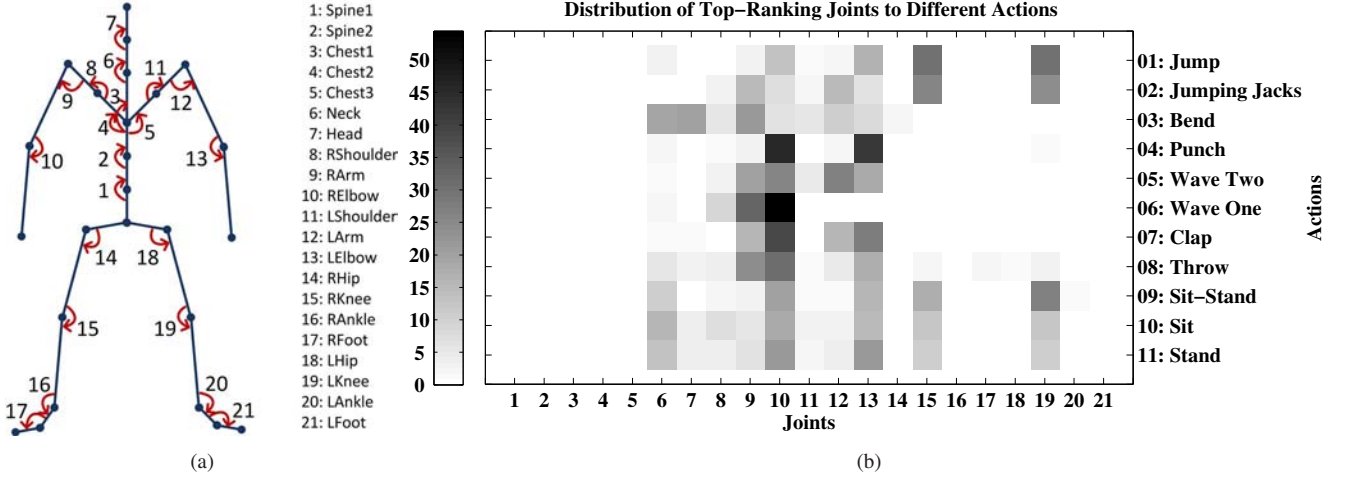 7
6
8
11
3
9
12
4
5
10
2
13
1
14
18
15
19
16
17
20
21
(a)
1: Spine1
2: Spine2
3: Chest1
4: Chest2
5: Chest3
6: Neck
7: Head
8: RShoulder
9: RArm
10: RElbow
11: LShoulder
12: LArm
13: LElbow
14: RHip
15: RKnee
16: RAnkle
17: RFoot
18: LHip
19: LKnee
20: LAnkle
21: LFoot
Distribution of Top−Ranking Joints to Different Actions
50
45
40
35
30
25
20
15
10
5
0
01: Jump
02: Jumping Jacks
03: Bend
04: Punch
05: Wave Two
06: Wave One
07: Clap
08: Throw
09: Sit−Stand
10: Sit
11: Stand
Actions
1 2 3 4 5 6 7 8 9 10 11 12 13 14 15 16 17 18 19 20 21
Joints
(b)